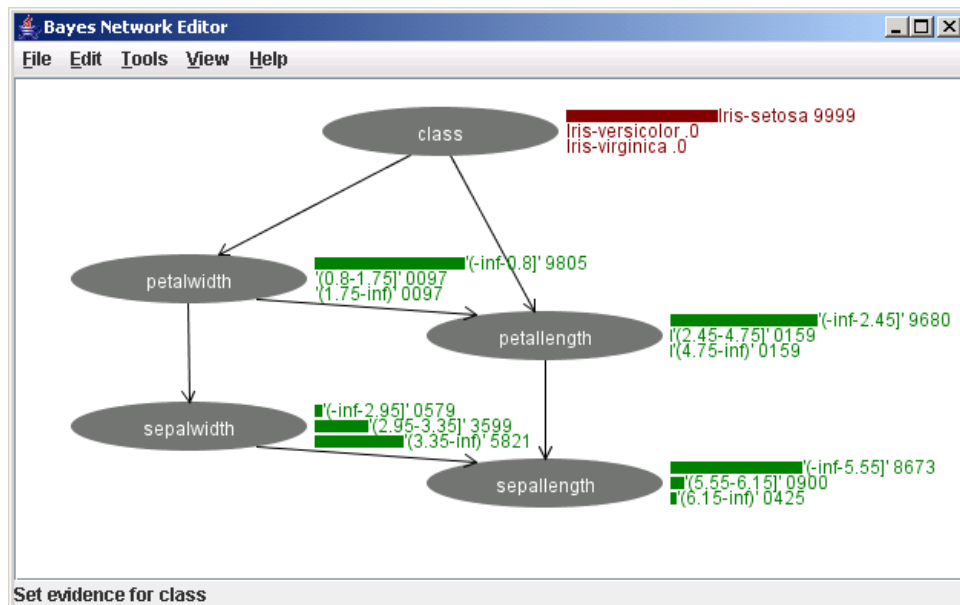 Bayes Network Editor
File Edit Tools View Help
class
Iris-setosa 9999
Iris-versicolor .0
Iris-virginica .0
petalwidth
'(-inf-0.8]' 9805
'(0.8-1.75]' 0097
'(1.75-inf)' 0097
petallength
'(-inf-2.45]' 9680
'(2.45-4.75]' 0159
'(4.75-inf)' 0159
sepalwidth
'(-inf-2.95]' 0579
'(2.95-3.35]' 3599
'(3.35-inf)' 5821
sepallength
'(-inf-5.55]' 8673
'(5.55-6.15]' 0900
'(6.15-inf)' 0425
Set evidence for class